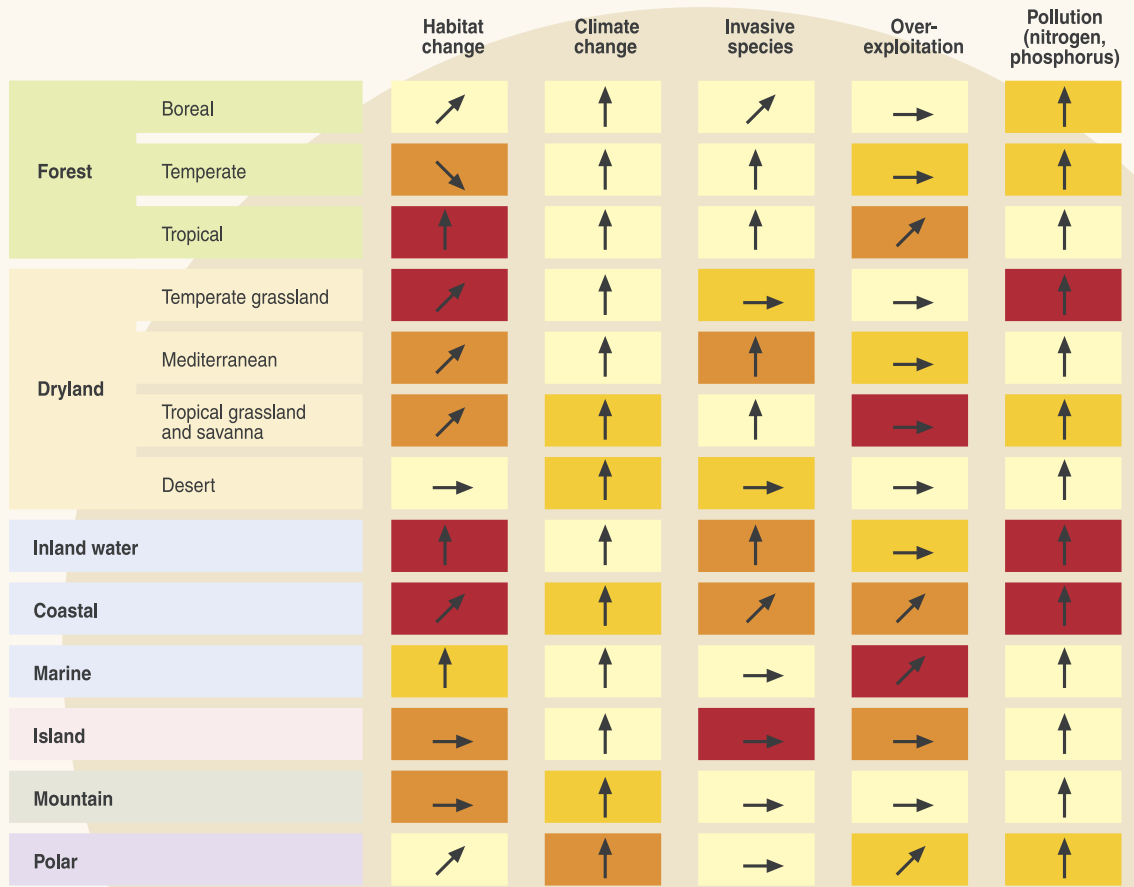 Habitat
change
Climate
change
Invasive
species
Over-
exploitation
Pollution
(nitrogen,
phosphorus)
Forest
Boreal
Temperate
Tropical
Dryland
Temperate grassland
Mediterranean
Tropical grassland
and savanna
Desert
Inland water
Coastal
Marine
Island
Mountain
Polar